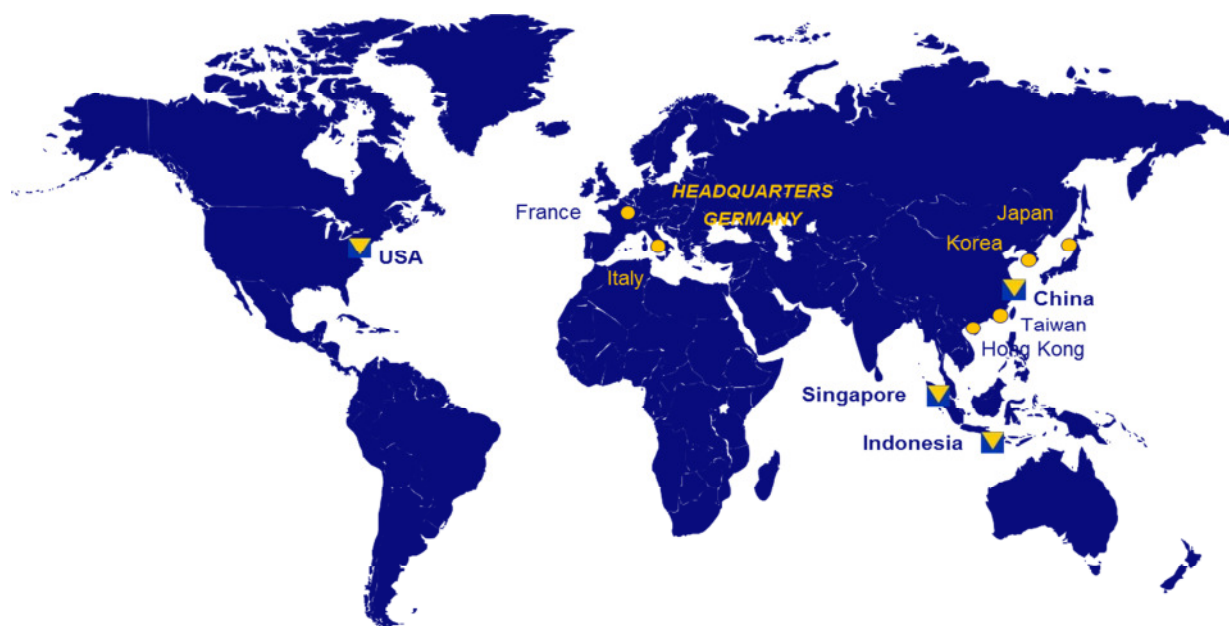 HEADQUARTERS
GERMANY
France
Japan
Korea
USA
Italy
China
Taiwan
Hong Kong
Singapore
Indonesia